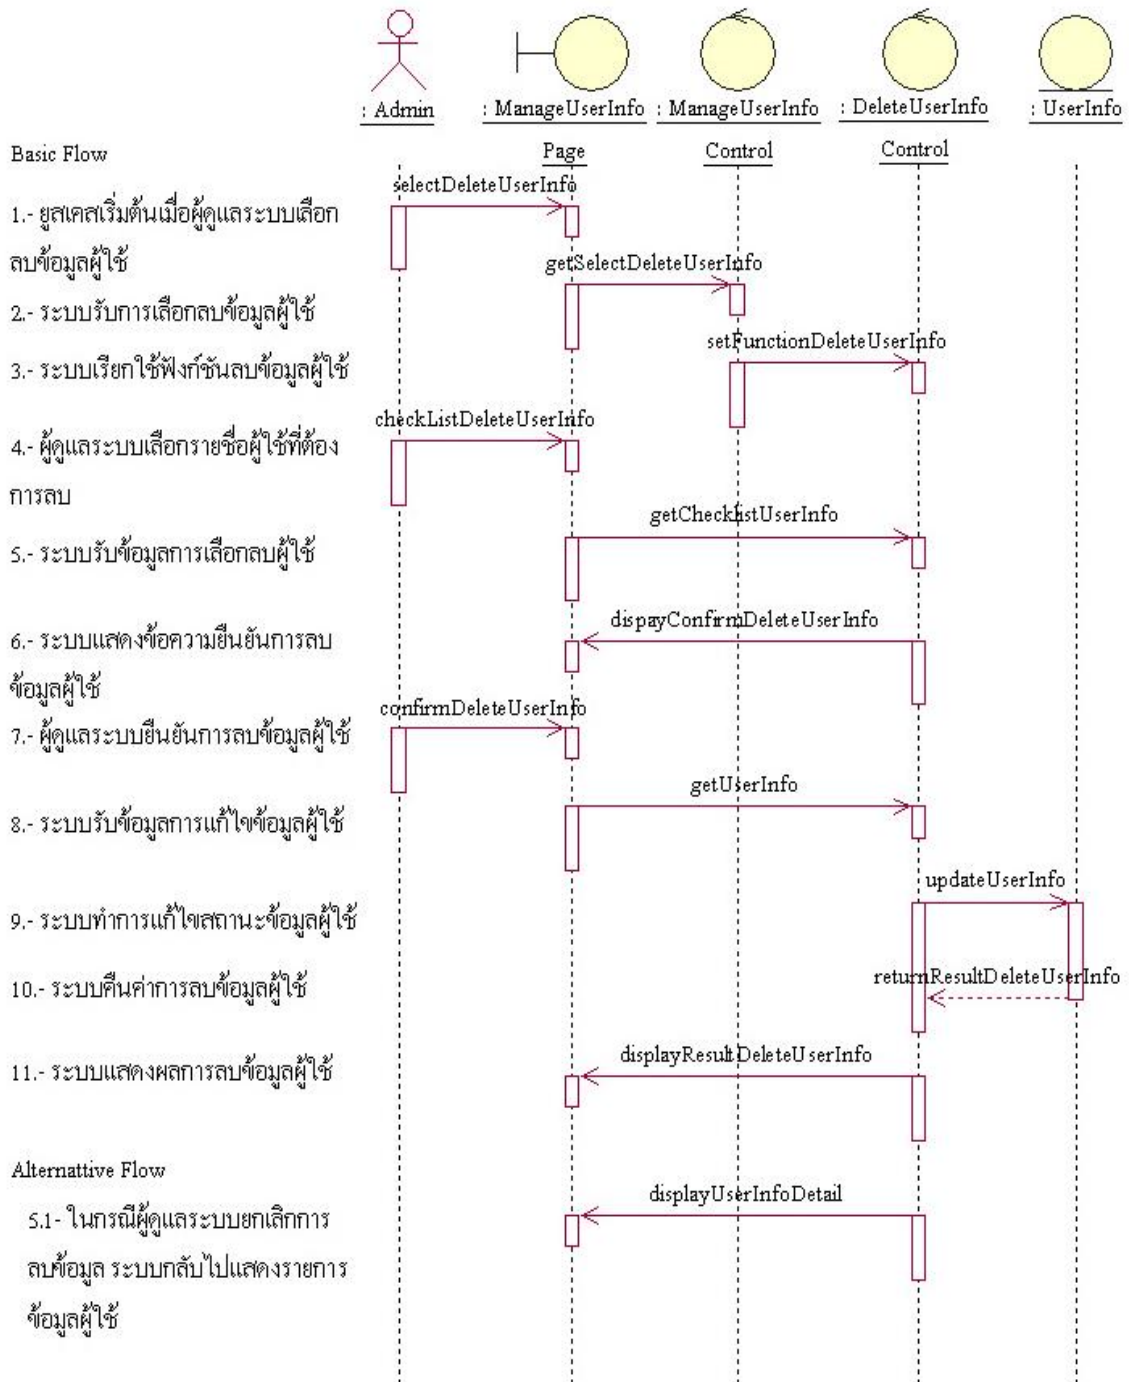 : Admin
: ManageUserInfo
Page
: ManageUserInfo
Control
: DeleteUserInfo
Control
: UserInfo
Basic Flow
selectDeleteUserInfo
1.- ยูสเคสเริ่มต้นเมื่อผู้ดูแลระบบเลือก
ลบข้อมูลผู้ใช้
getSelectDeleteUserInfo
2.- ระบบรับการเลือกลบข้อมูลผู้ใช้
setFunctionDeleteUserInfo
3.- ระบบเรียกใช้ฟังก์ชันลบข้อมูลผู้ใช้
checkListDeleteUserInfo
4.- ผู้ดูแลระบบเลือกรายชื่อผู้ใช้ที่ต้อง
การลบ
getChecklistUserInfo
5.- ระบบรับข้อมูลการเลือกลบผู้ใช้
dispayConfirmDeleteUserInfo
6.- ระบบแสดงข้อความยืนยันการลบ
ข้อมูลผู้ใช้
confirmDeleteUserInfo
7.- ผู้ดูแลระบบยืนยันการลบข้อมูลผู้ใช้
getUserInfo
8.- ระบบรับข้อมูลการแก้ไขข้อมูลผู้ใช้
updateUserInfo
9.- ระบบทำการแก้ไขสถานะข้อมูลผู้ใช้
returnResultDeleteUserInfo
10.- ระบบคืนค่าการลบข้อมูลผู้ใช้
displayResultDeleteUserInfo
11.- ระบบแสดงผลการลบข้อมูลผู้ใช้
Alternattive Flow
displayUserInfoDetail
5.1- ในกรณีผู้ดูแลระบบยกเลิกการ
ลบข้อมูล ระบบกลับไปแสดงรายการ
ข้อมูลผู้ใช้